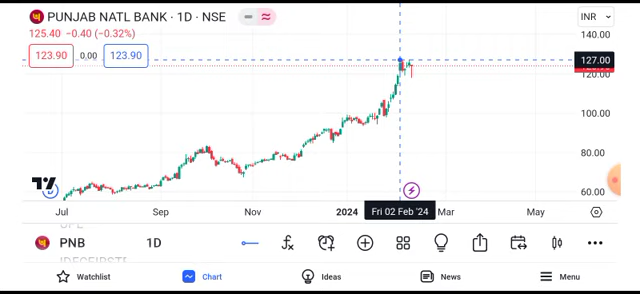 PUNJAB NATL BANK · 1D · NSE
INR
125.40 −0.40 (−0.32%)
123.90 0.00 123.90
140.00
127.00
120.00
100.00
80.00
60.00
Jul Sep Nov 2024 Fri 02 Feb '24 Mar May
PNB 1D
Watchlist Chart Ideas News Menu